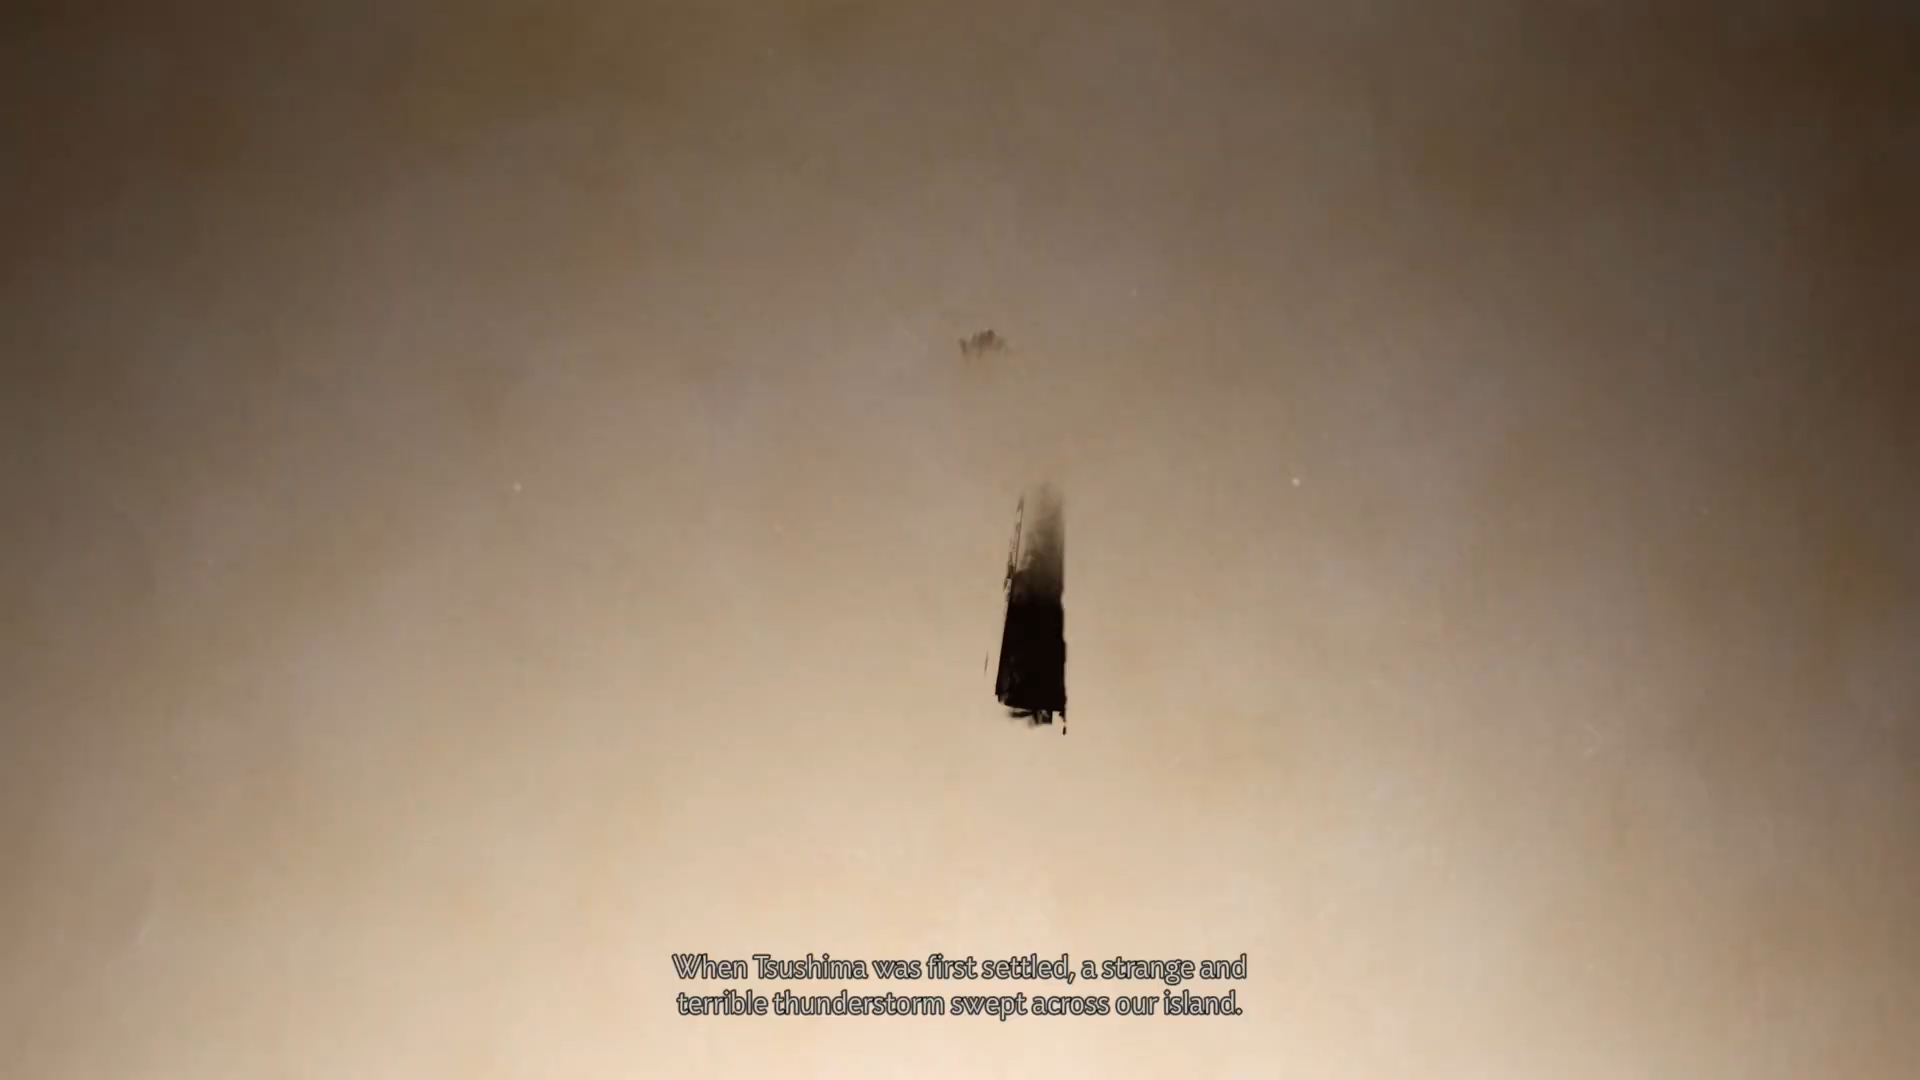 When Tsushima was first settled, a strange and
terrible thunderstorm swept across our island.